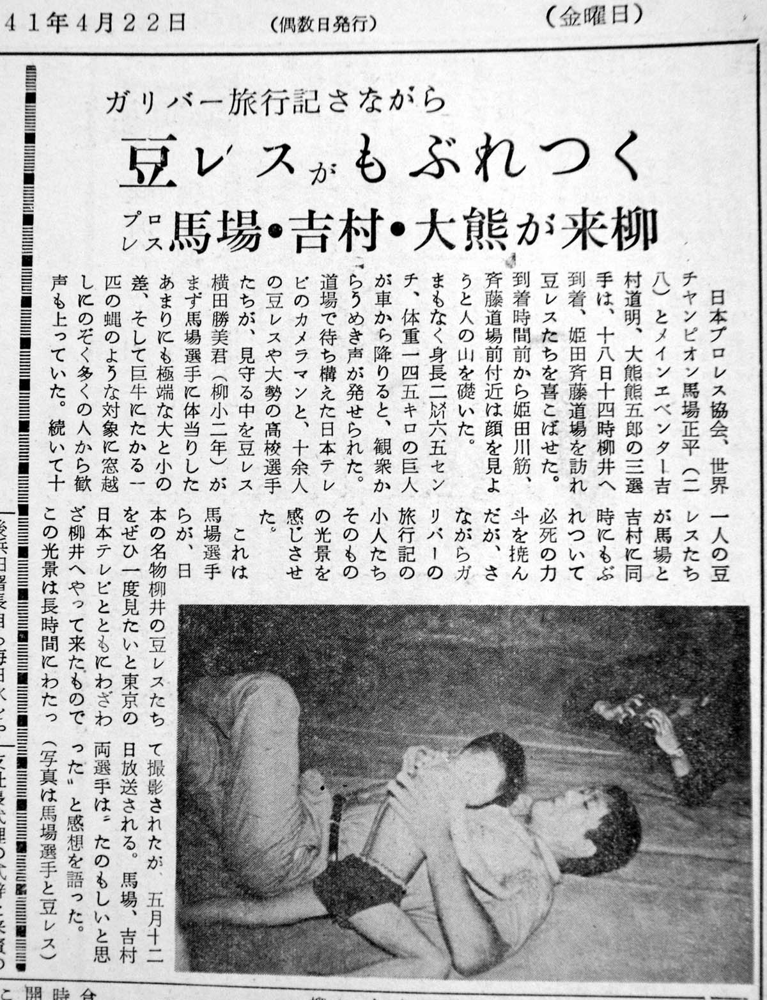 41年4月22日
（偶数日発行）
（金曜日）
ガリバー旅行記さながら
豆レスがもぶれつく
プロレス馬場・吉村・大熊が来柳
日本プロレス協会、世界
チャンピオン馬場正平（二
八）とメインエベンター吉
村道明、大熊熊五郎の三選
手は、十八日十四時柳井へ
到着、姫田斉藤道場を訪れ
豆レスたちを喜こばせた。
到着時間前から姫田川筋、
斉藤道場前付近は顔を見よ
うと人の山を礎いた。
まもなく身長二㍍六五セン
チ、体重一四五キロの巨人
が車から降りると、観衆か
らうめき声が発せられた。
道場で待ち構えた日本テレ
ビのカメラマンと、十余人
の豆レスや大勢の高校選手
たちが、見守る中を豆レス
横田勝美君（柳小二年）が
まず馬場選手に体当りした
あまりにも極端な大と小の
差、そして巨牛にたかる一
匹の蝿のような対象に窓越
しにのぞく多くの人から歓
声も上っていた。続いて十
一人の豆
レスたち
が馬場と
吉村に同
時にもぶ
れついて
必死の力
斗を挠ん
だが、さ
ながらガ
リバーの
旅行記の
小人たち
そのもの
の光景を
感じさせ
た。
これは
馬場選手
らが、日
本の名物柳井の豆レスたち
をぜひ一度見たいと東京の
日本テレビとともにわざわ
ざ柳井へやって来たもので
この光景は長時間にわたっ
て撮影されたが、五月十二
日放送される。馬場、吉村
両選手は〝たのもしいと思
った〟と感想を語った。
（写真は馬場選手と豆レス）